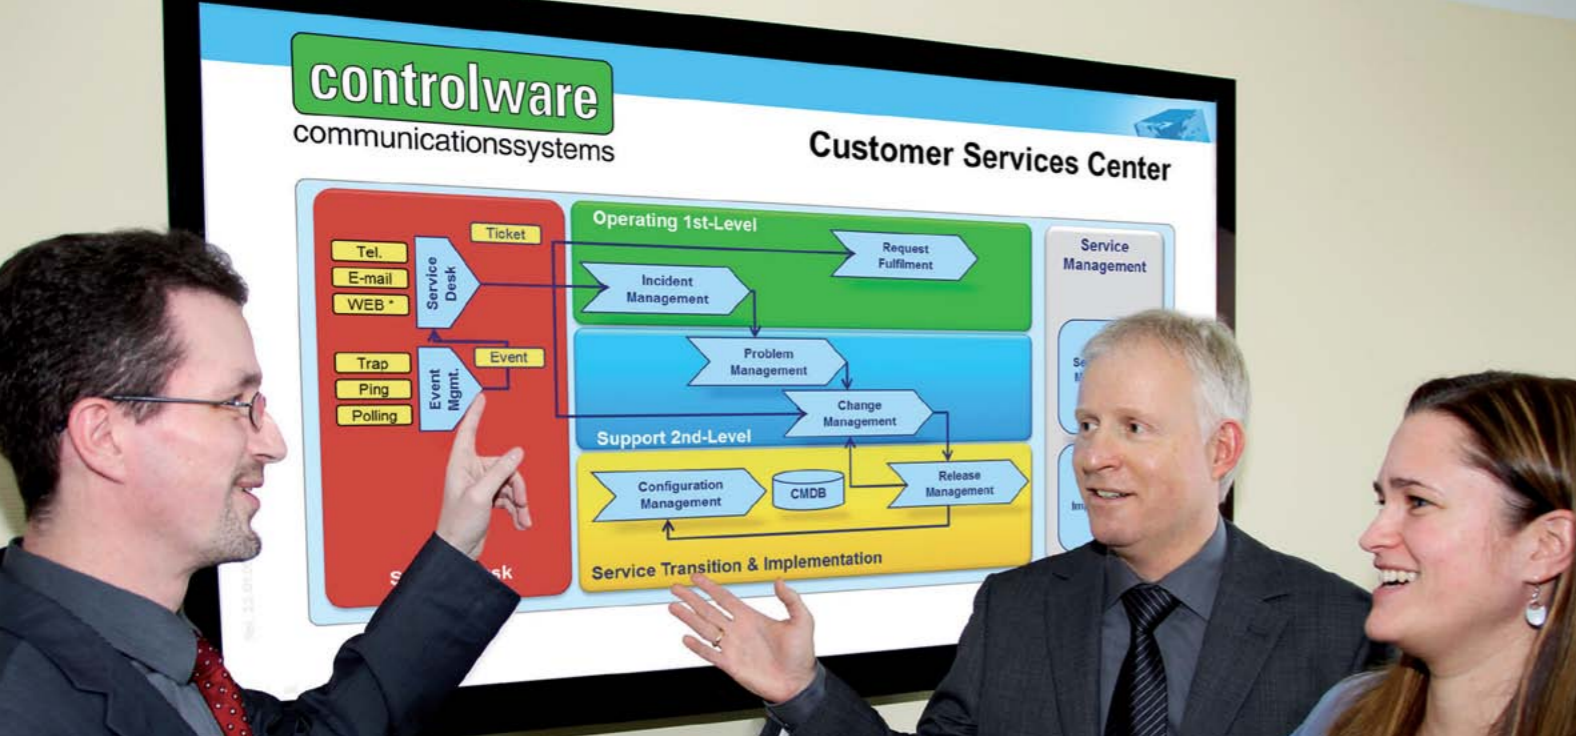 controlware
communicationssystems
Customer Services Center
Tel.
E-mail
WEB *
Service
Desk
Ticket
Trap
Ping
Polling
Event
Mgmt.
Event
Operating 1st-Level
Request
Fulfilment
Incident
Management
Problem
Management
Change
Management
Support 2nd-Level
Configuration
Management
CMDB
Release
Management
Service Transition & Implementation
Service
Management